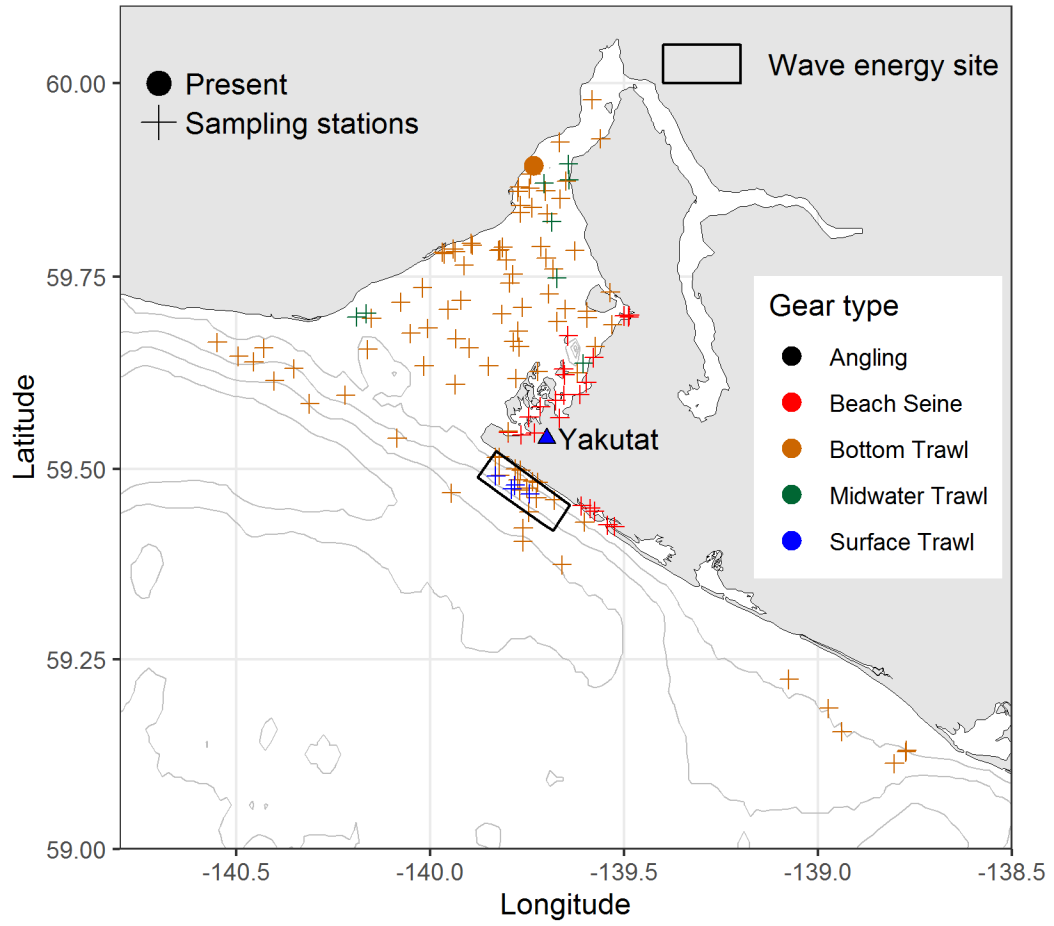 Present
Sampling stations
Wave energy site
60.00
59.75
59.50
59.25
59.00
Latitude
Yakutat
Gear type
Angling
Beach Seine
Bottom Trawl
Midwater Trawl
Surface Trawl
-140.5
-140.0
-139.5
-139.0
-138.5
Longitude